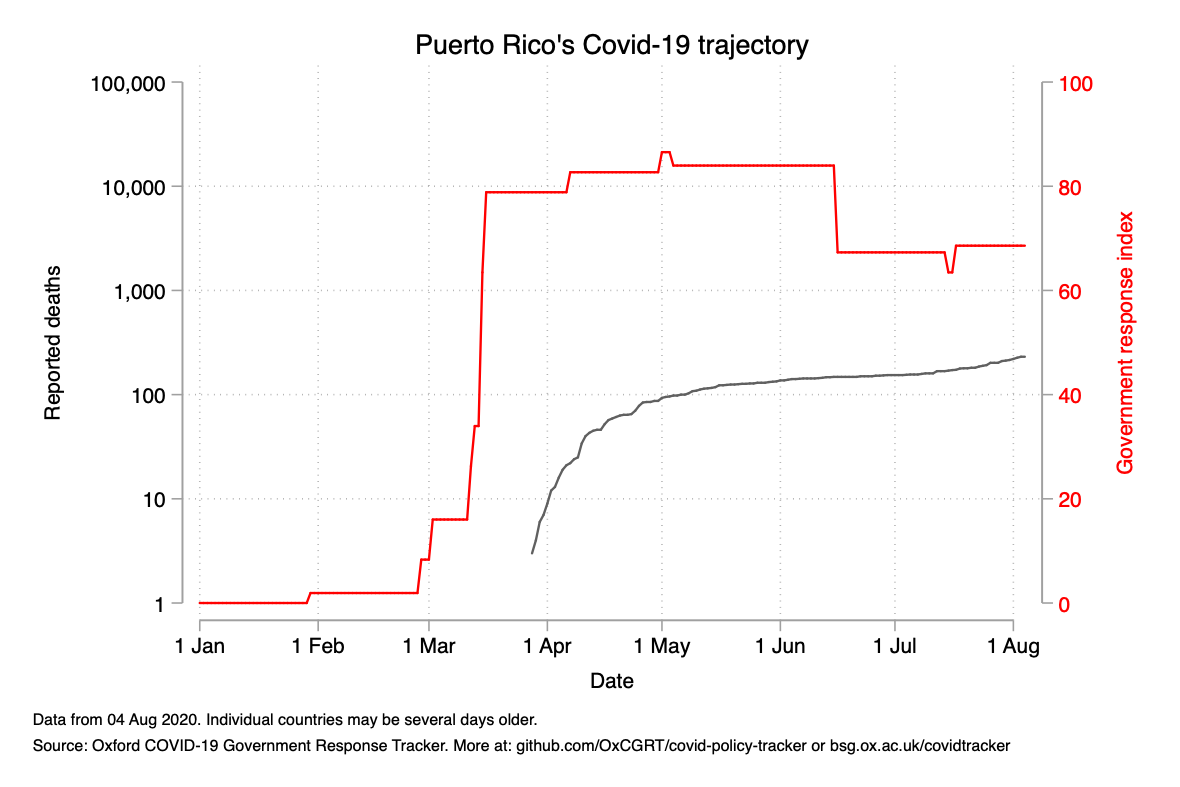 Puerto Rico's Covid-19 trajectory
100,000
10,000
1,000
100
10
1
Reported deaths
100
80
60
40
20
0
Government response index
1 Jan
1 Feb
1 Mar
1 Apr
1 May
1 Jun
1 Jul
1 Aug
Date
Data from 04 Aug 2020. Individual countries may be several days older.
Source: Oxford COVID-19 Government Response Tracker. More at: github.com/OxCGRT/covid-policy-tracker or bsg.ox.ac.uk/covidtracker